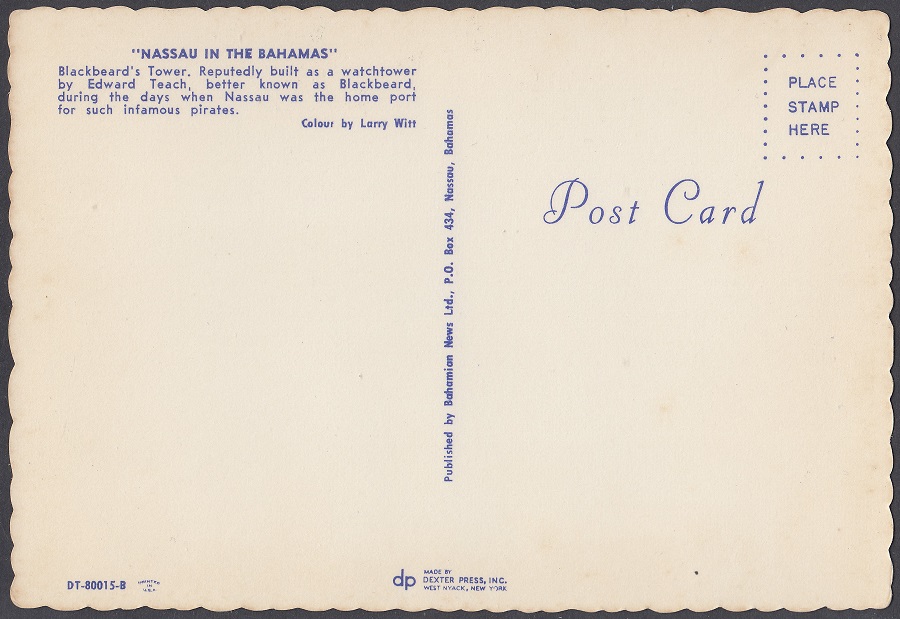 "NASSAU IN THE BAHAMAS"
Blackbeard's Tower. Reputedly built as a watchtower
by Edward Teach, better known as Blackbeard,
during the days when Nassau was the home port
for such infamous pirates.
Colour by Larry Witt
Published by Bahamian News Ltd., P.O. Box 434, Nassau, Bahamas
PLACE
STAMP
HERE
Post Card
DT-80015-B
PRINTED
IN
U.S.A.
dp
MADE BY
DEXTER PRESS, INC.
WEST NYACK, NEW YORK